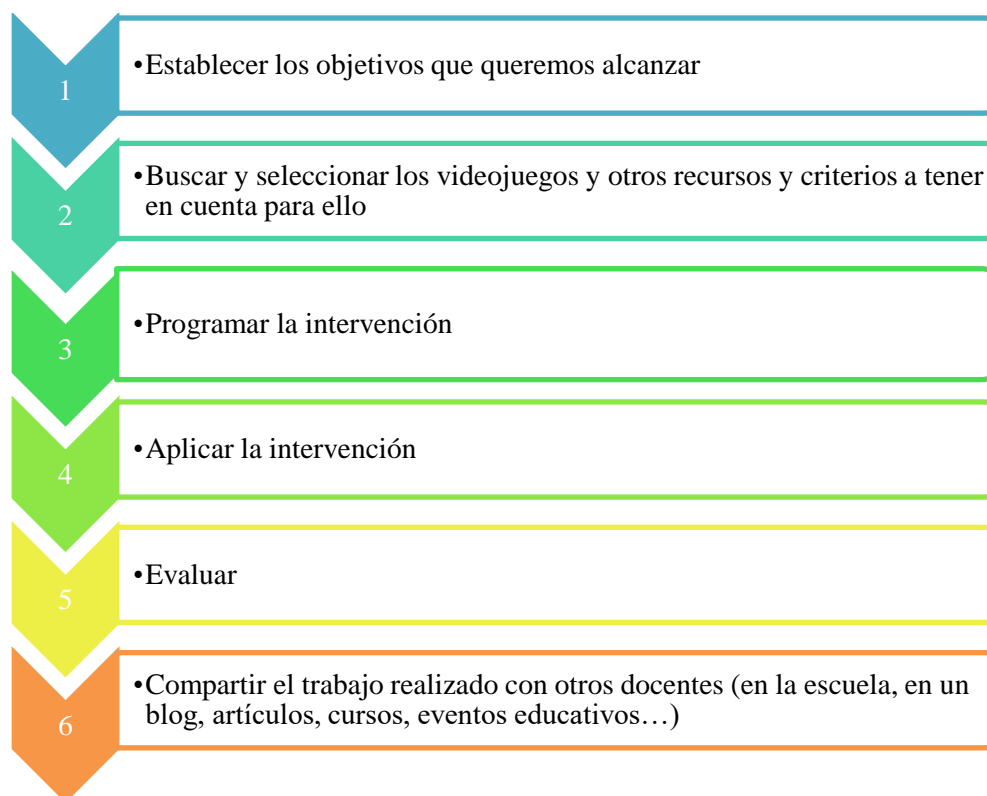 1
•Establecer los objetivos que queremos alcanzar
2
•Buscar y seleccionar los videojuegos y otros recursos y criterios a tener
en cuenta para ello
3
•Programar la intervención
4
•Aplicar la intervención
5
•Evaluar
6
•Compartir el trabajo realizado con otros docentes (en la escuela, en un
blog, artículos, cursos, eventos educativos…)